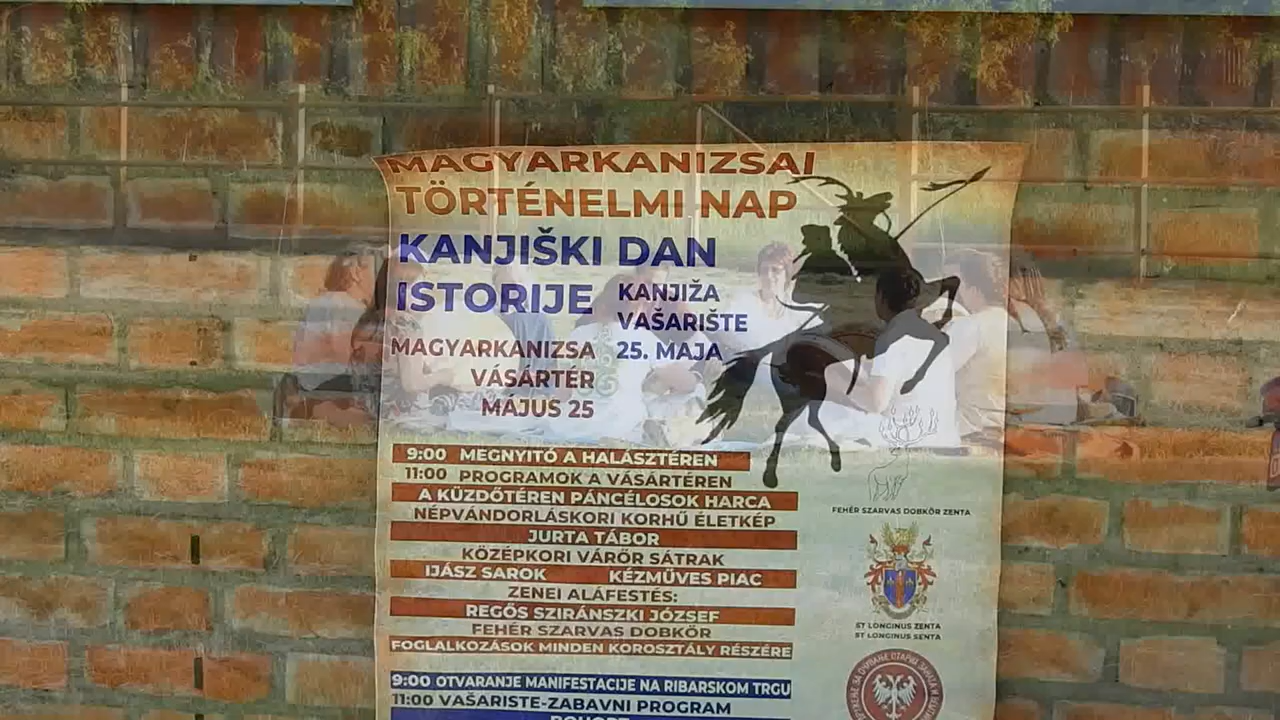 MAGYARKANIZSAI
TÖRTÉNELMI NAP
KANJIŠKI DAN
ISTORIJE
KANJIŽA
VAŠARIŠTE
25. MAJA
MAGYARKANIZSA
VÁSÁRTÉR
MÁJUS 25
9:00 MEGNYITÓ A HALÁSZTÉREN
11:00 PROGRAMOK A VÁSÁRTÉREN
A KÜZDŐTÉREN PÁNCÉLOSOK HARCA
NÉPVÁNDORLÁSKORI KORHŰ ÉLETKÉP
JURTA TÁBOR
KÖZÉPKORI VÁRŐR SÁTRAK
IJÁSZ SAROK KÉZMŰVES PIAC
ZENEI ALÁFESTÉS:
REGŐS SZIRÁNSZKI JÓZSEF
FEHÉR SZARVAS DOBKÖR
FOGLALKOZÁSOK MINDEN KOROSZTÁLY RÉSZÉRE
9:00 OTVARANJE MANIFESTACIJE NA RIBARSKOM TRGU
11:00 VAŠARISTE-ZABAVNI PROGRAM
FEHÉR SZARVAS DOBKÖR ZENTA
ST LONGINUS ZENTA
ST LONGINUS SENTA